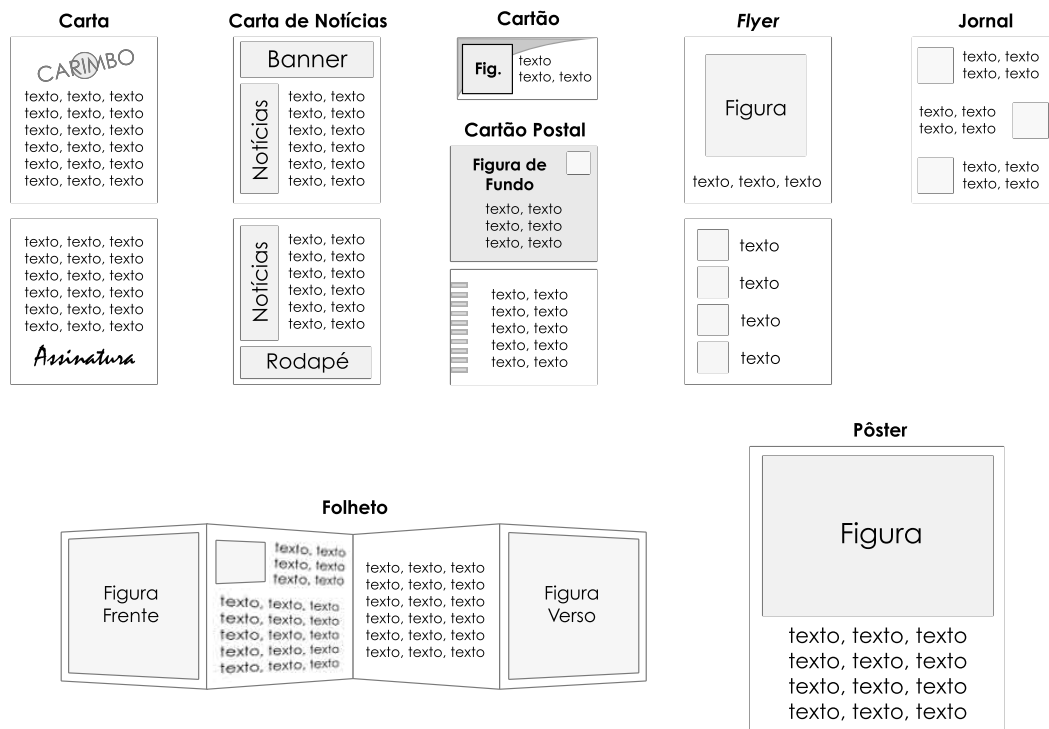 Carta
CARIMBO
texto, texto, texto
texto, texto, texto
texto, texto, texto
texto, texto, texto
texto, texto, texto
texto, texto, texto
texto, texto, texto
texto, texto, texto
texto, texto, texto
texto, texto, texto
texto, texto, texto
texto, texto, texto
Assinatura
Carta de Notícias
Banner
Notícias
texto, texto
texto, texto
texto, texto
texto, texto
texto, texto
texto, texto
Notícias
texto, texto
texto, texto
texto, texto
texto, texto
texto, texto
texto, texto
Rodapé
Cartão
Fig.
texto
texto, texto
Cartão Postal
Figura de
Fundo
texto, texto
texto, texto
texto, texto
texto, texto
texto, texto
texto, texto
texto, texto
texto, texto
Flyer
Figura
texto, texto, texto
texto
texto
texto
texto
Jornal
texto, texto
texto, texto
texto, texto
texto, texto
texto, texto
texto, texto
Folheto
Figura
Frente
texto, texto
texto, texto
texto, texto
texto, texto, texto
texto, texto, texto
texto, texto, texto
texto, texto, texto
texto, texto, texto
texto, texto, texto
texto, texto, texto
texto, texto, texto
texto, texto, texto
texto, texto, texto
texto, texto, texto
Figura
Verso
Pôster
Figura
texto, texto, texto
texto, texto, texto
texto, texto, texto
texto, texto, texto